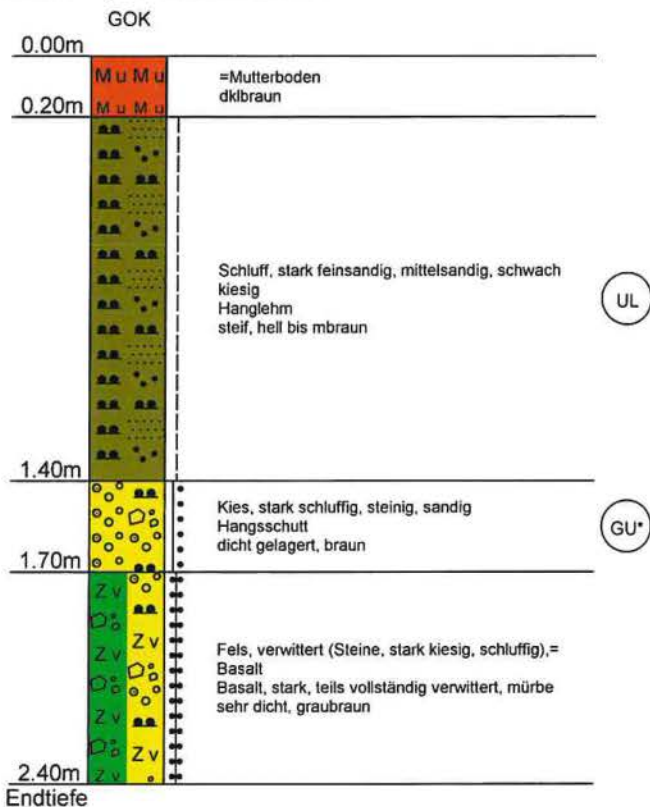 GOK
0.00m
M u M u
=Mutterboden
dklbraun
M u M u
0.20m
Schluff, stark feinsandig, mittelsandig, schwach
kiesig
Hanglehm
steif, hell bis mbraun
UL
1.40m
Kies, stark schluffig, steinig, sandig
Hangsschutt
dicht gelagert, braun
GU*
1.70m
Z v
Z v
Z v
Fels, verwittert (Steine, stark kiesig, schluffig),=
Basalt
Basalt, stark, teils vollständig verwittert, mürbe
sehr dicht, graubraun
Z v
Z v
Z v
2.40m
Endtiefe